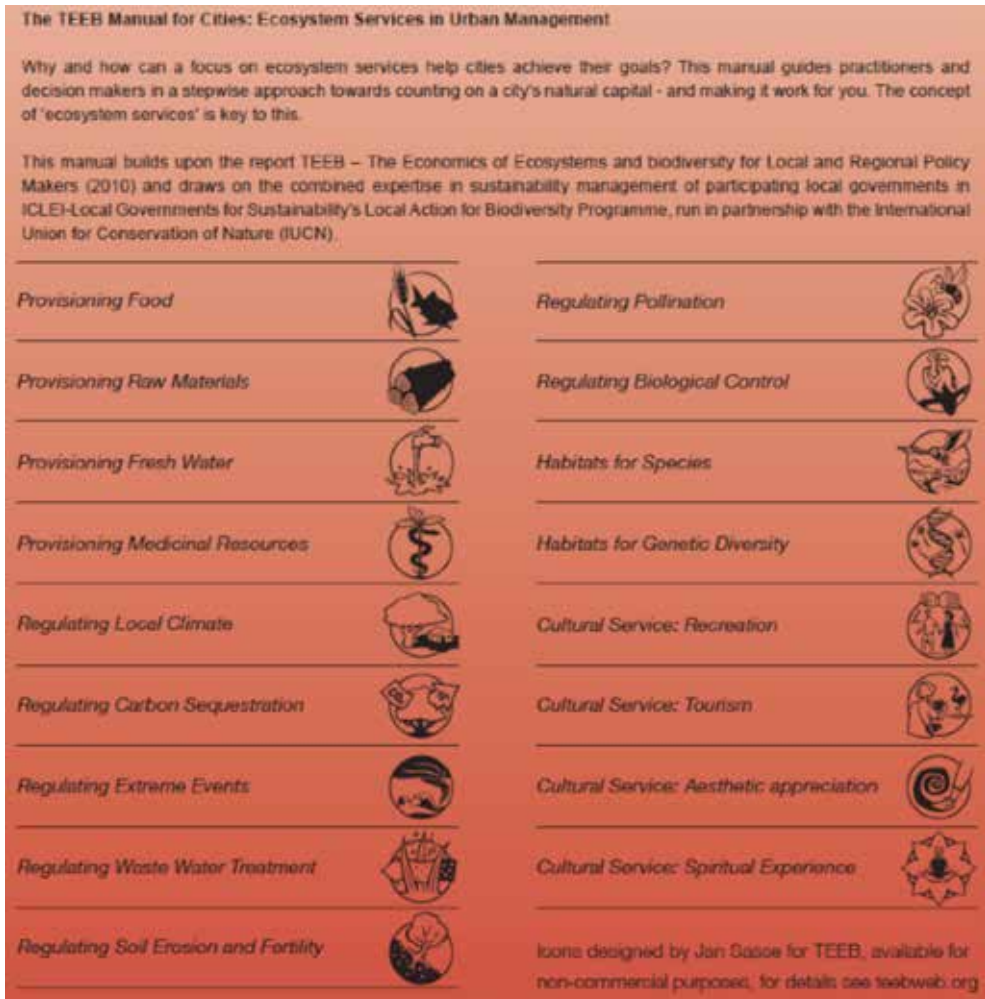 The TEEB Manual for Cities: Ecosystem Services in Urban Management
Why and how can a focus on ecosystem services help cities achieve their goals? This manual guides practitioners and
decision makers in a stepwise approach towards counting on a city's natural capital - and making it work for you. The concept
of 'ecosystem services' is key to this.
This manual builds upon the report TEEB – The Economics of Ecosystems and biodiversity for Local and Regional Policy
Makers (2010) and draws on the combined expertise in sustainability management of participating local governments in
ICLEI-Local Governments for Sustainability's Local Action for Biodiversity Programme, run in partnership with the International
Union for Conservation of Nature (IUCN).
Provisioning Food
Provisioning Raw Materials
Provisioning Fresh Water
Provisioning Medicinal Resources
Regulating Local Climate
Regulating Carbon Sequestration
Regulating Extreme Events
Regulating Waste Water Treatment
Regulating Soil Erosion and Fertility
Regulating Pollination
Regulating Biological Control
Habitats for Species
Habitats for Genetic Diversity
Cultural Service: Recreation
Cultural Service: Tourism
Cultural Service: Aesthetic appreciation
Cultural Service: Spiritual Experience
Icons designed by Jan Sasse for TEEB, available for
non-commercial purposes, for details see teebweb.org